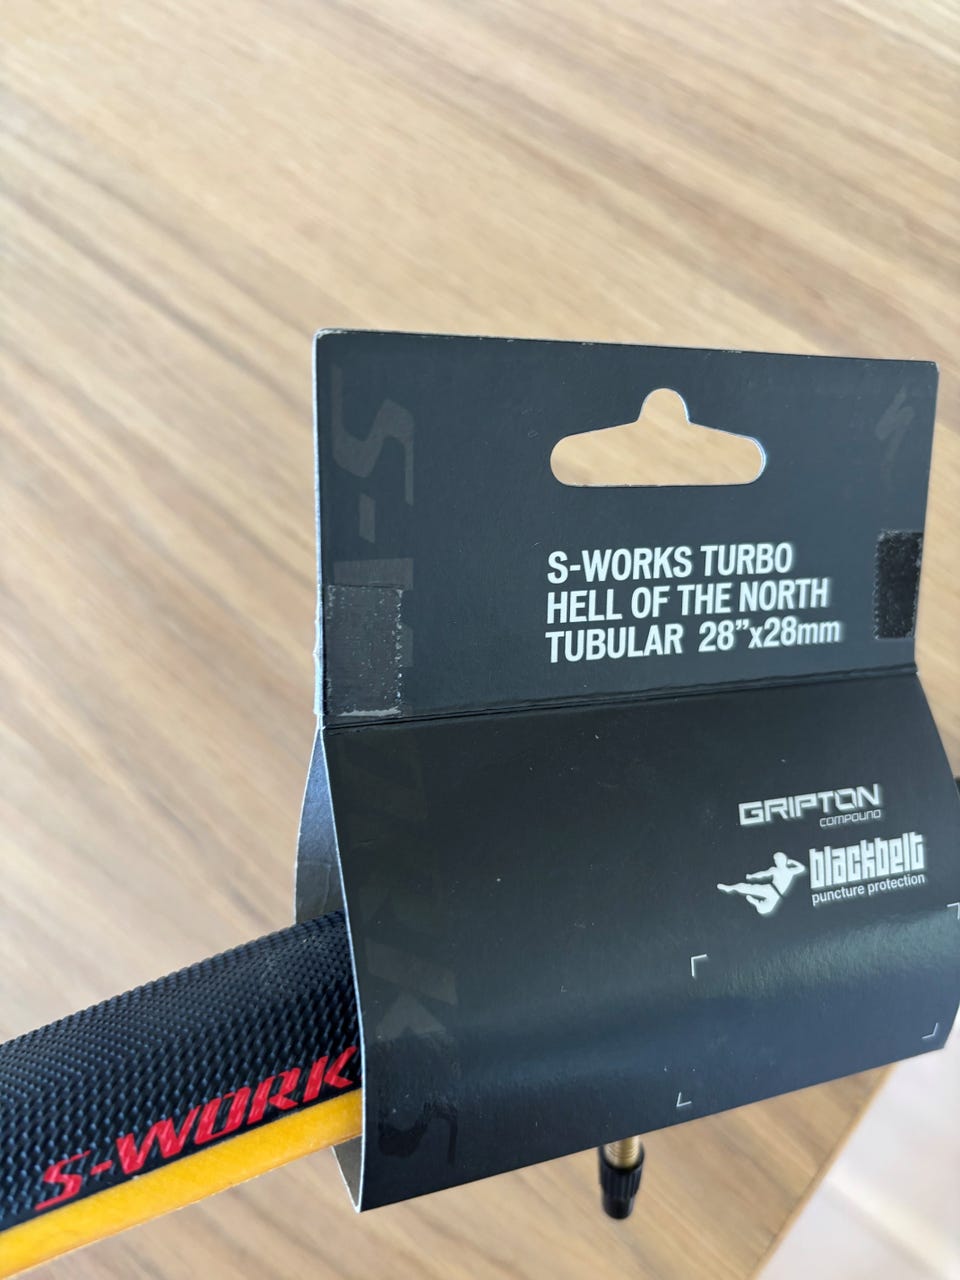 S-WORKS TURBO
HELL OF THE NORTH
TUBULAR 28”x28mm
GRIPTON
COMPOUND
blackbelt
puncture protection
S-WORK